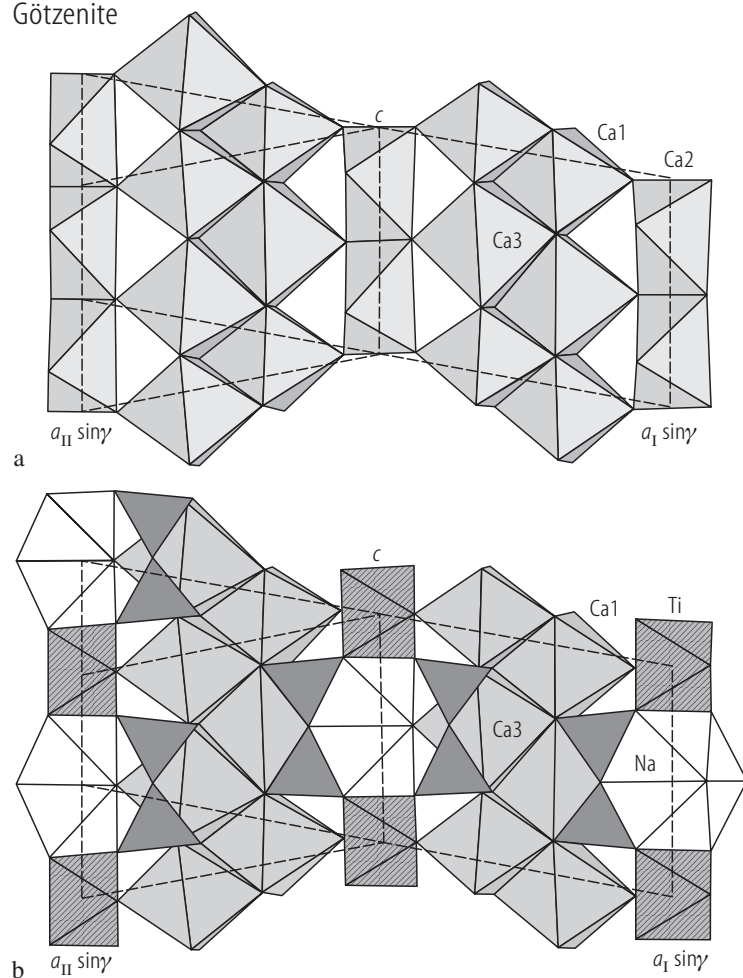 Götzenite
c
Ca1
Ca2
Ca3
a_II sinγ
a_I sinγ
a
c
Ca1
Ti
Ca3
Na
a_II sinγ
a_I sinγ
b